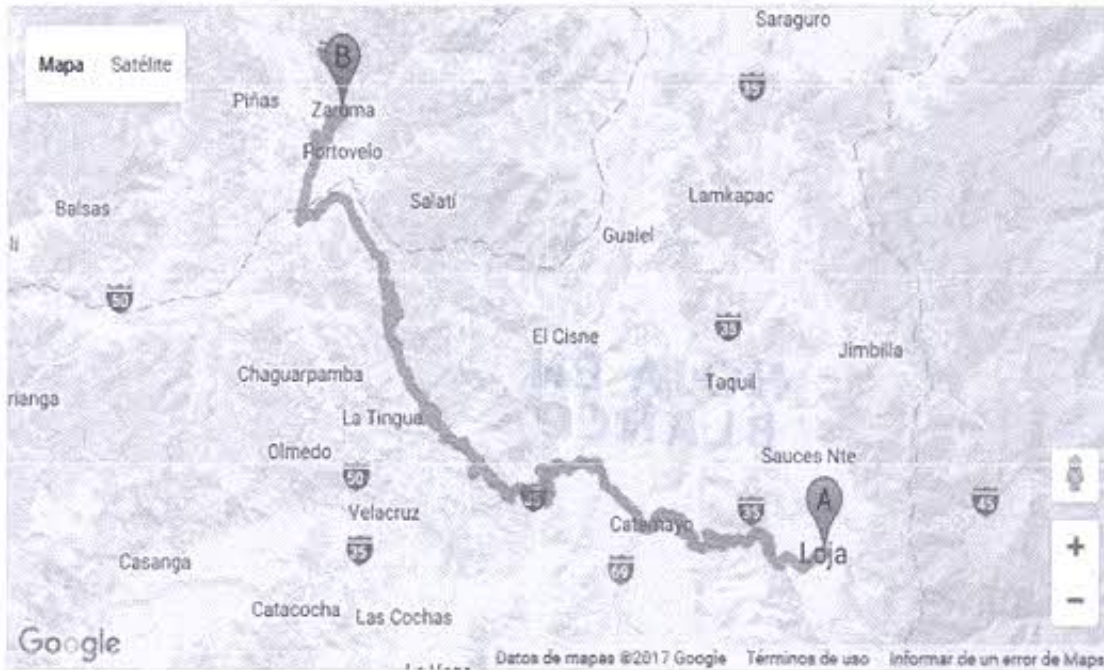 Saraguro
Mapa Satélite
B
35
Piñas
Zaruma
Portovelo
Balsas
Salatí
Lamkapac
Gualel
50
35
El Cisne
Jimbilla
Chaguarpamba
Taquil
rianga
La Tingua
Olmedo
Sauces Nte
50
35
A
45
Velacruz
Catamayo
Loja
35
Casanga
69
+
Catacocha
Las Cochas
−
Google
Datos de mapas ©2017 Google Términos de uso Informar de un error de Maps